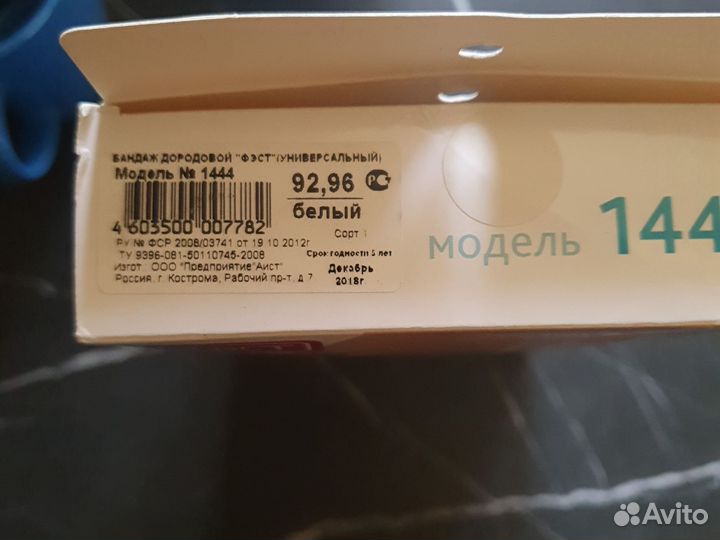 БАНДАЖ ДОРОДОВОЙ "ФЭСТ"(УНИВЕРСАЛЬНЫЙ)
Модель № 1444
92,96
белый
4 603500 007782
Сорт 1
РУ № ФСР 2008/03741 от 19 10 2012г
ТУ 9396-081-50110745-2008
Срок годности 5 лет
Изгот.: ООО "Предприятие"Аист"
Россия, г. Кострома, Рабочий пр-т, д.7
Декабрь
2018г
модель 144
Avito